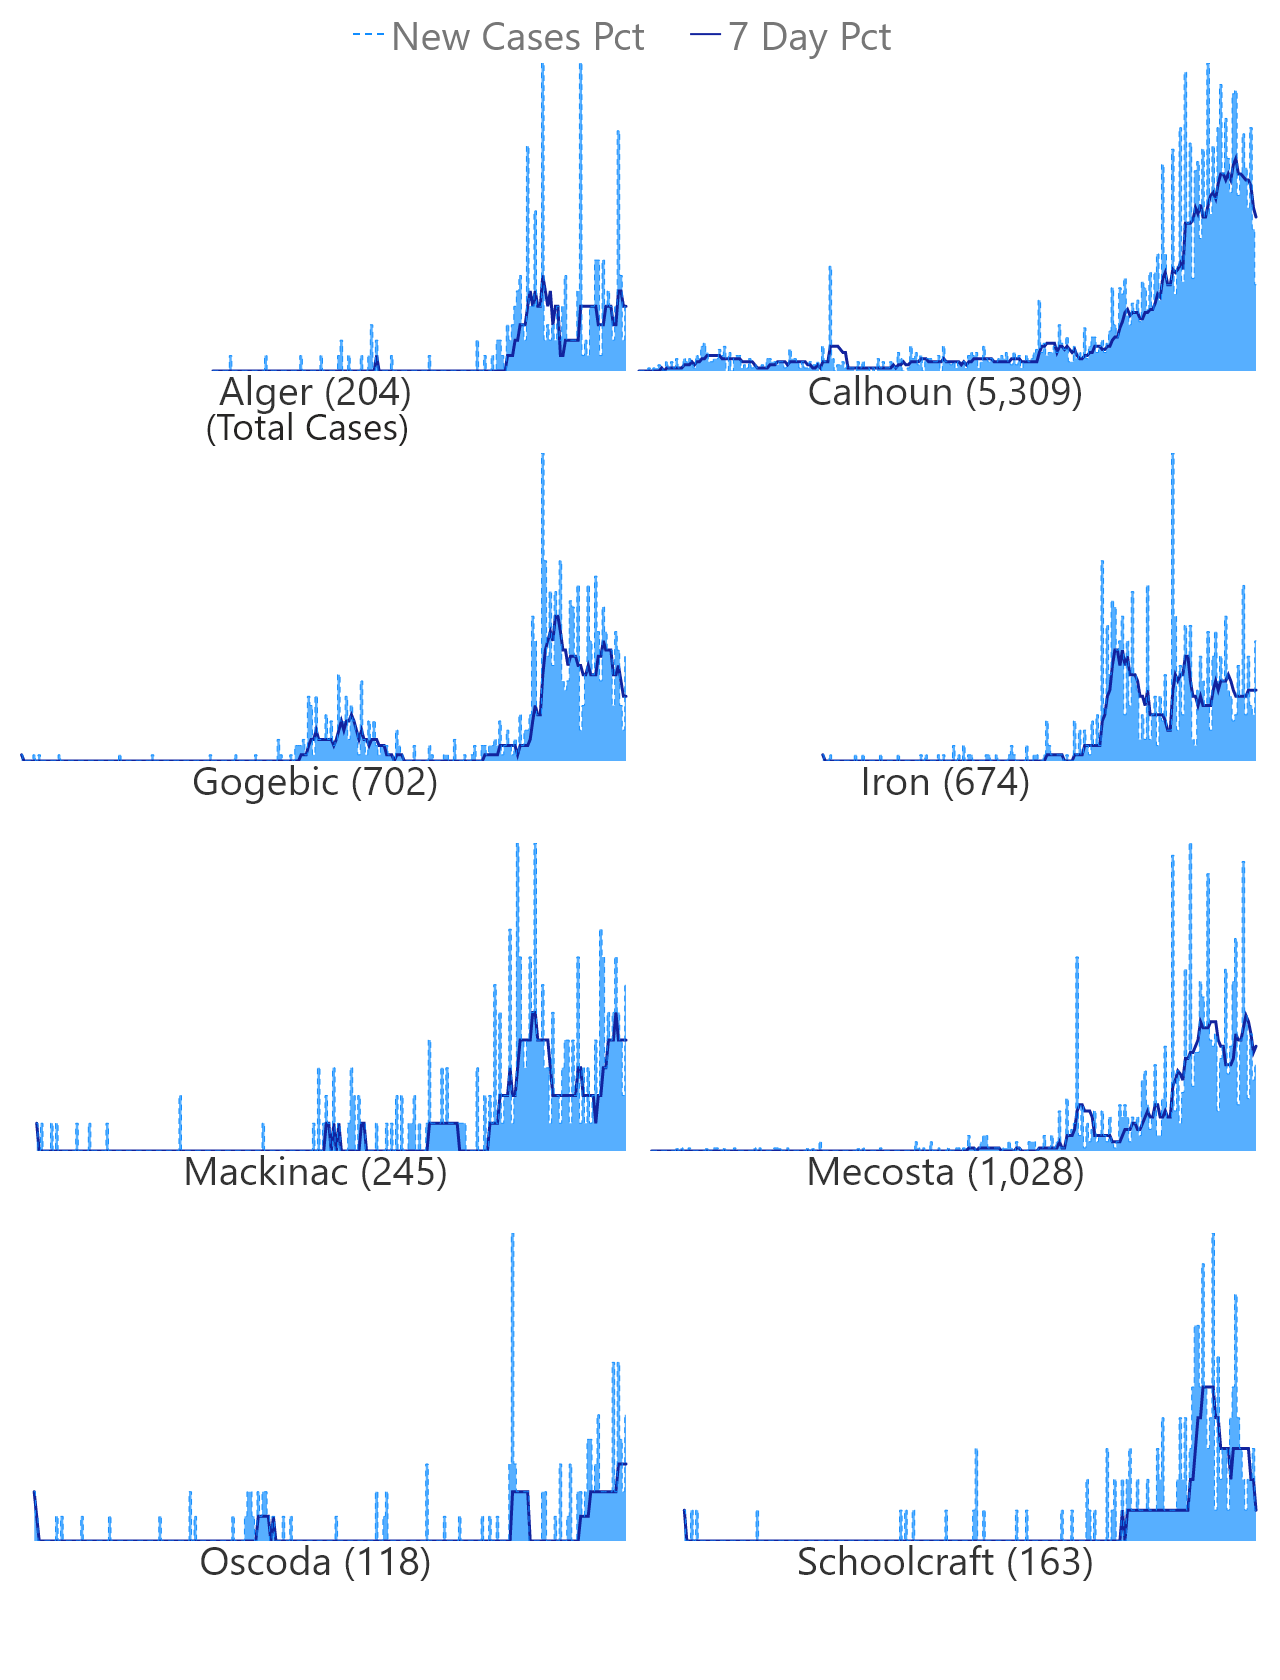 New Cases Pct 7 Day Pct
Alger (204) Calhoun (5,309)
(Total Cases)
Gogebic (702) Iron (674)
Mackinac (245) Mecosta (1,028)
Oscoda (118) Schoolcraft (163)